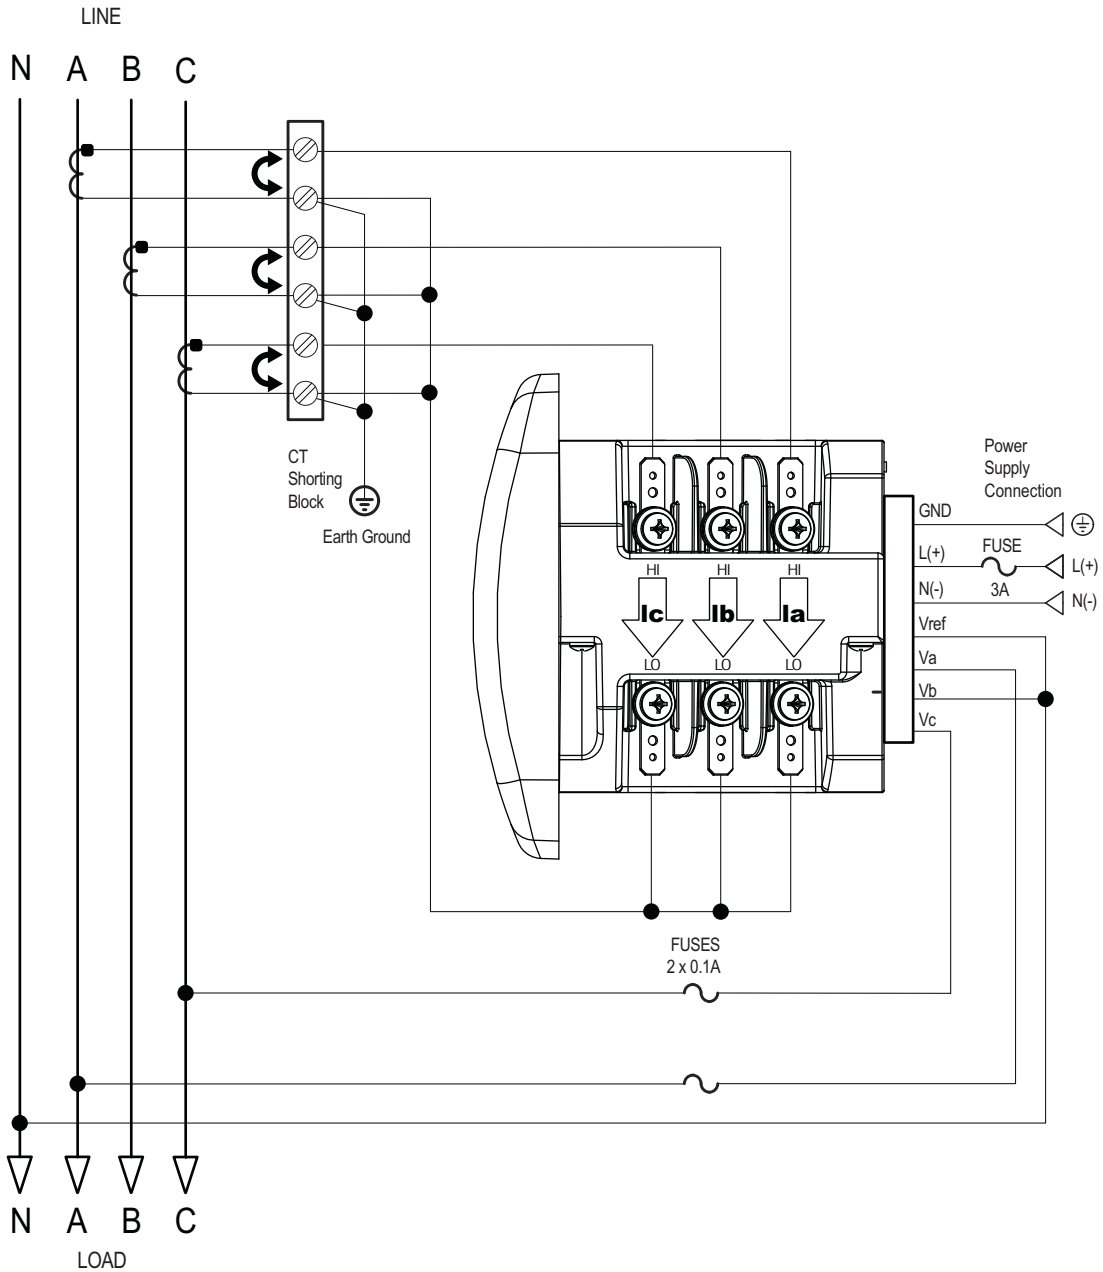 LINE
N A B C
CT
Shorting
Block
Earth Ground
Power
Supply
Connection
GND
L(+)
FUSE
L(+)
3A
N(-)
N(-)
Vref
Va
Vb
Vc
HI HI HI
Ic Ib Ia
LO LO LO
FUSES
2 x 0.1A
N A B C
LOAD